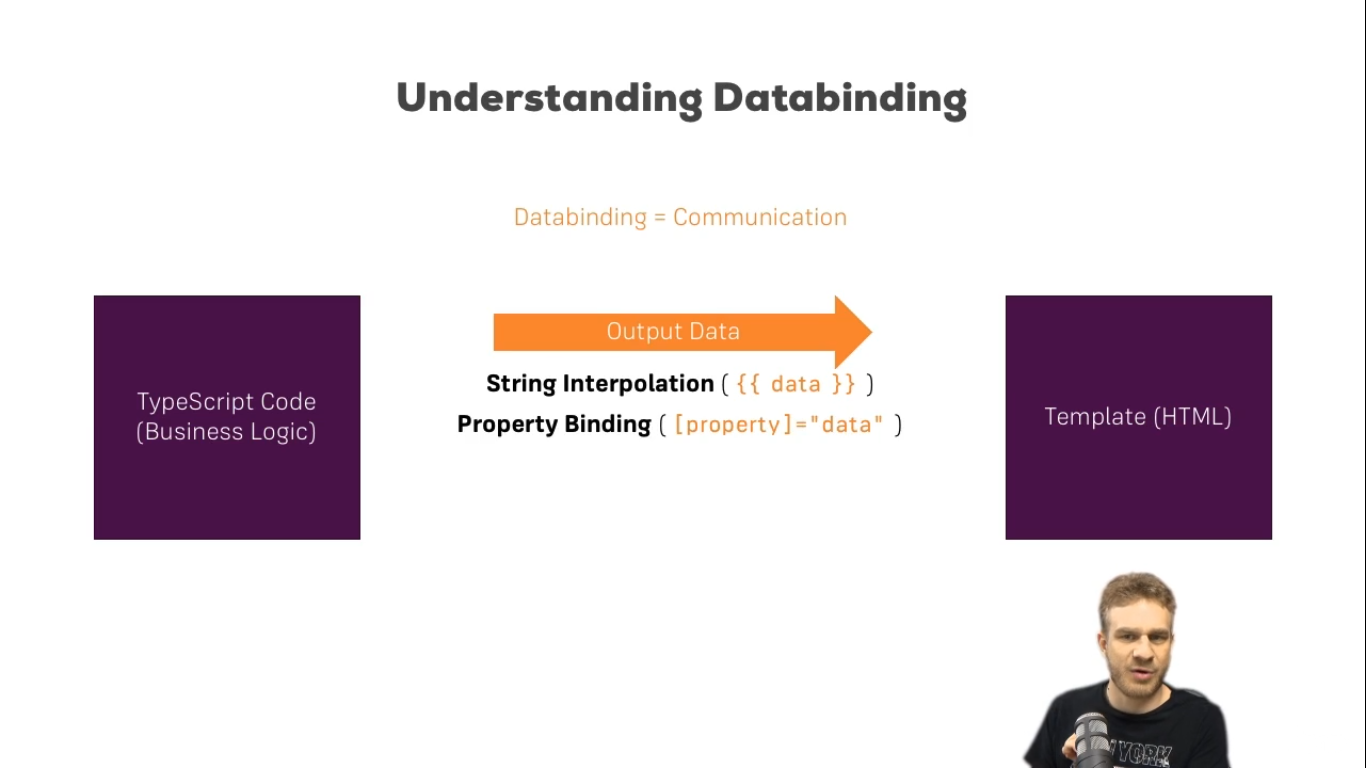 Understanding Databinding
Databinding = Communication
Output Data
String Interpolation ( {{ data }} )
Property Binding ( [property]="data" )
TypeScript Code
(Business Logic)
Template (HTML)
YORK